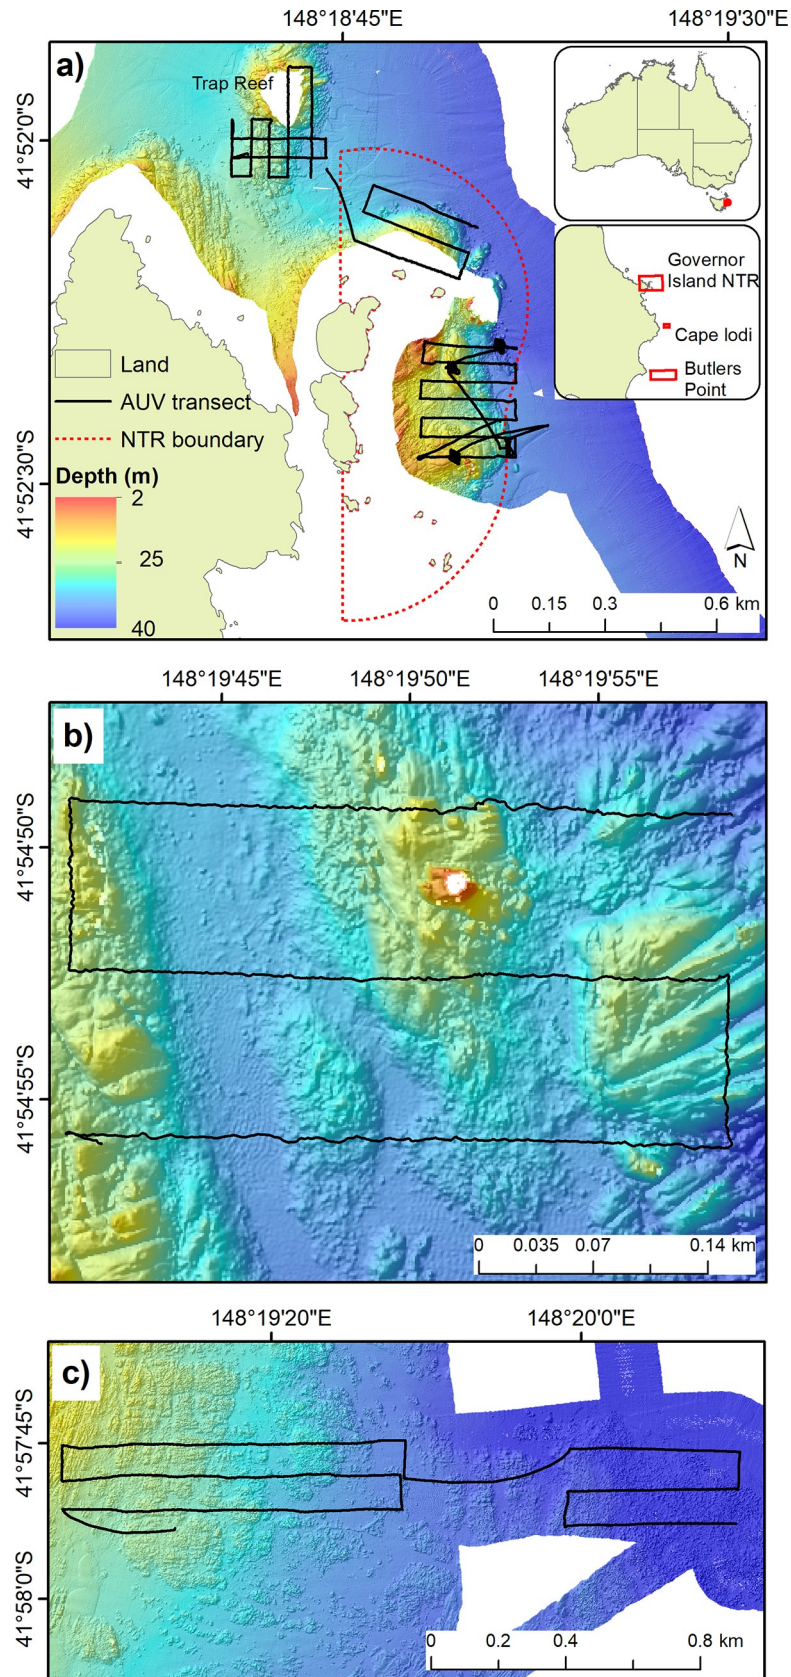 148°18'45"E
148°19'30"E
a)
Trap Reef
41°52'0"S
41°52'30"S
Governor
Island NTR
Cape lodi
Butlers
Point
Land
AUV transect
NTR boundary
Depth (m)
2
25
40
N
0 0.15 0.3 0.6 km
148°19'45"E
148°19'50"E
148°19'55"E
b)
41°54'50"S
41°54'55"S
0 0.035 0.07 0.14 km
148°19'20"E
148°20'0"E
c)
41°57'45"S
41°58'0"S
0 0.2 0.4 0.8 km